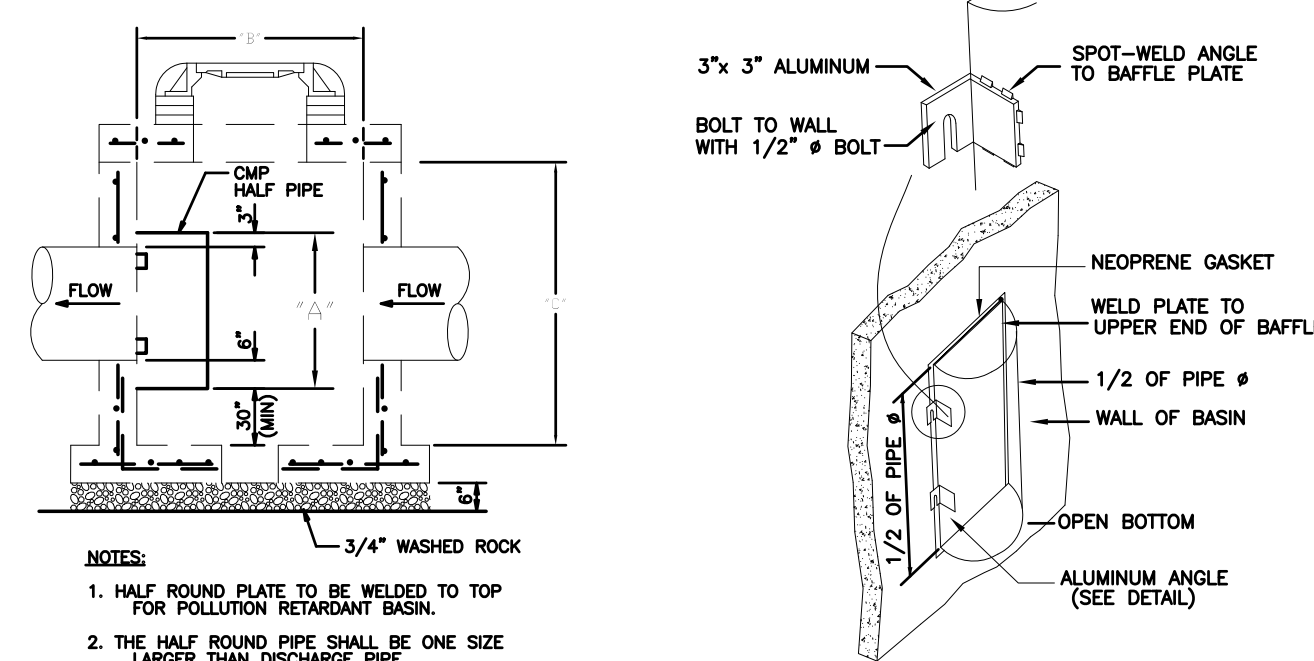 "B"
CMP
HALF PIPE
3"
FLOW
"A"
FLOW
"C"
6"
30"
(MIN)
6"
3/4" WASHED ROCK
NOTES:
1. HALF ROUND PLATE TO BE WELDED TO TOP
FOR POLLUTION RETARDANT BASIN.
2. THE HALF ROUND PIPE SHALL BE ONE SIZE
LARGER THAN DISCHARGE PIPE
3"x 3" ALUMINUM
SPOT-WELD ANGLE
TO BAFFLE PLATE
BOLT TO WALL
WITH 1/2" ø BOLT
NEOPRENE GASKET
WELD PLATE TO
UPPER END OF BAFFL
1/2 OF PIPE ø
WALL OF BASIN
1/2 OF PIPE ø
OPEN BOTTOM
ALUMINUM ANGLE
(SEE DETAIL)